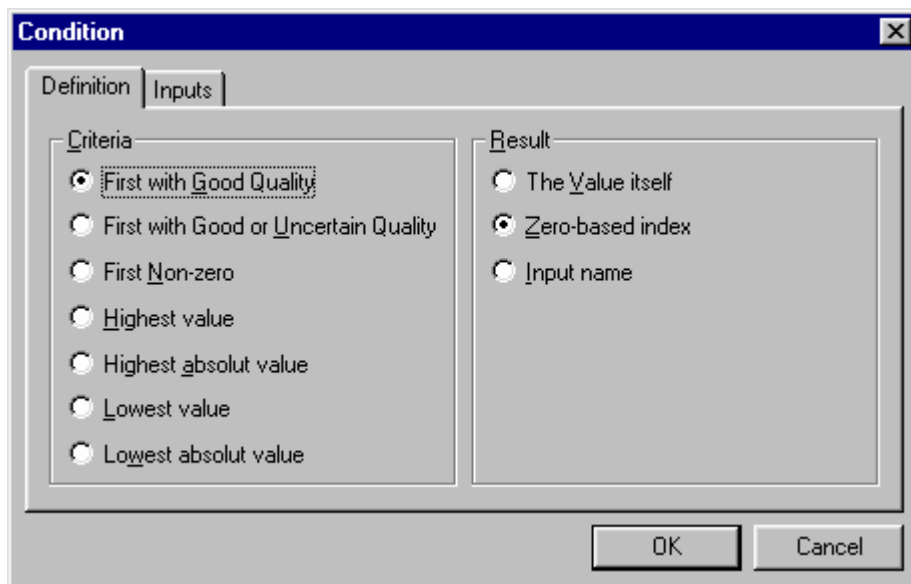 Condition
Definition
Inputs
Criteria
First with Good Quality
First with Good or Uncertain Quality
First Non-zero
Highest value
Highest absolut value
Lowest value
Lowest absolut value
Result
The Value itself
Zero-based index
Input name
OK
Cancel